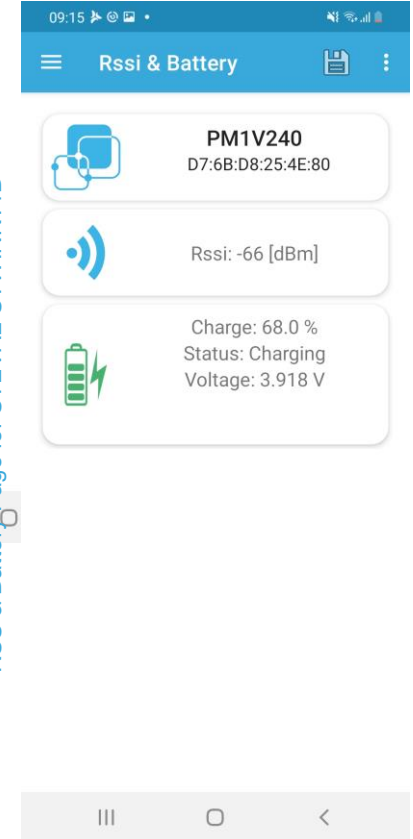 09:15
Rssi & Battery
PM1V240
D7:6B:D8:25:4E:80
Rssi: -66 [dBm]
Charge: 68.0 %
Status: Charging
Voltage: 3.918 V